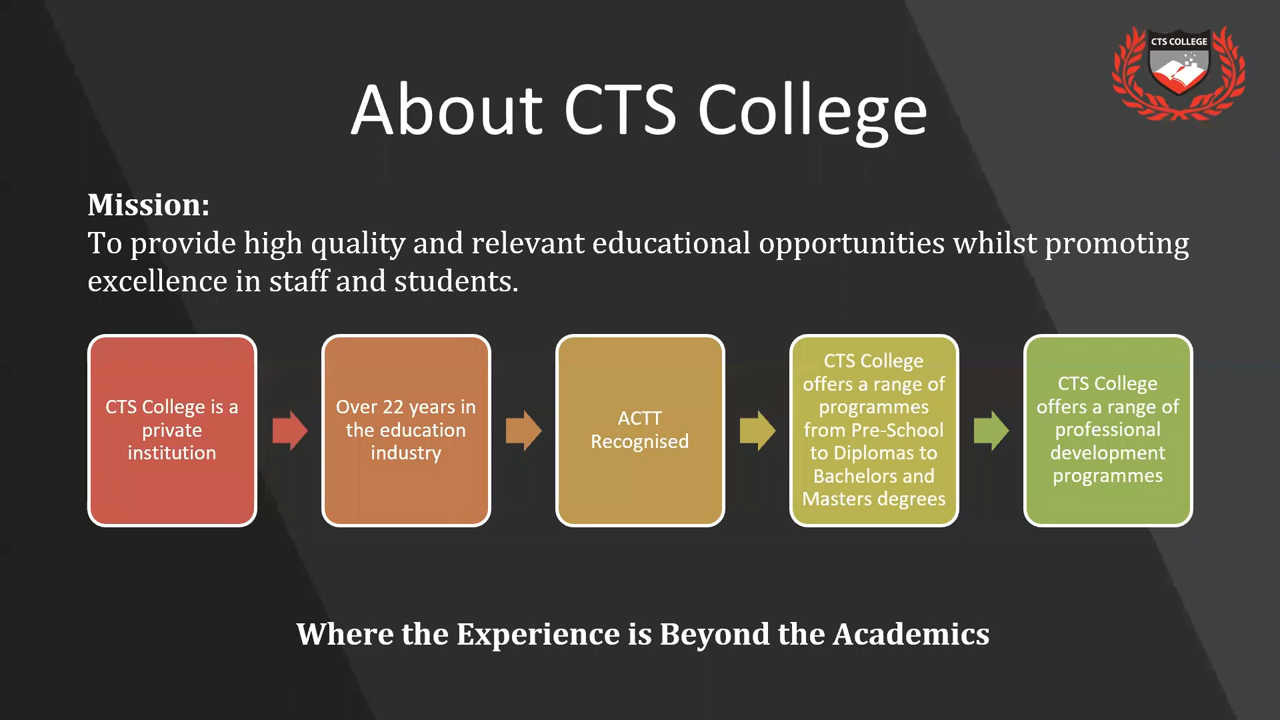 CTS COLLEGE
About CTS College
Mission:
To provide high quality and relevant educational opportunities whilst promoting
excellence in staff and students.
CTS College is a
private
institution
Over 22 years in
the education
industry
ACTT
Recognised
CTS College
offers a range of
programmes
from Pre-School
to Diplomas to
Bachelors and
Masters degrees
CTS College
offers a range of
professional
development
programmes
Where the Experience is Beyond the Academics